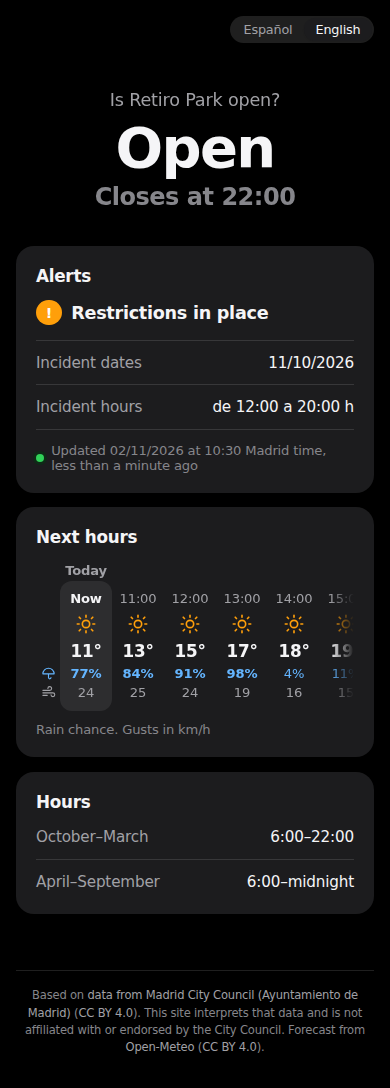 Español English
Is Retiro Park open?
Open
Closes at 22:00
Alerts
! Restrictions in place
Incident dates 11/10/2026
Incident hours de 12:00 a 20:00 h
Updated 02/11/2026 at 10:30 Madrid time,
less than a minute ago
Next hours
Today
Now 11:00 12:00 13:00 14:00
11° 13° 15° 17° 18°
77% 84% 91% 98% 4%
24 25 24 19 16
Rain chance. Gusts in km/h
Hours
October–March 6:00–22:00
April–September 6:00–midnight
Based on data from Madrid City Council (Ayuntamiento de
Madrid) (CC BY 4.0). This site interprets that data and is not
affiliated with or endorsed by the City Council. Forecast from
Open-Meteo (CC BY 4.0).